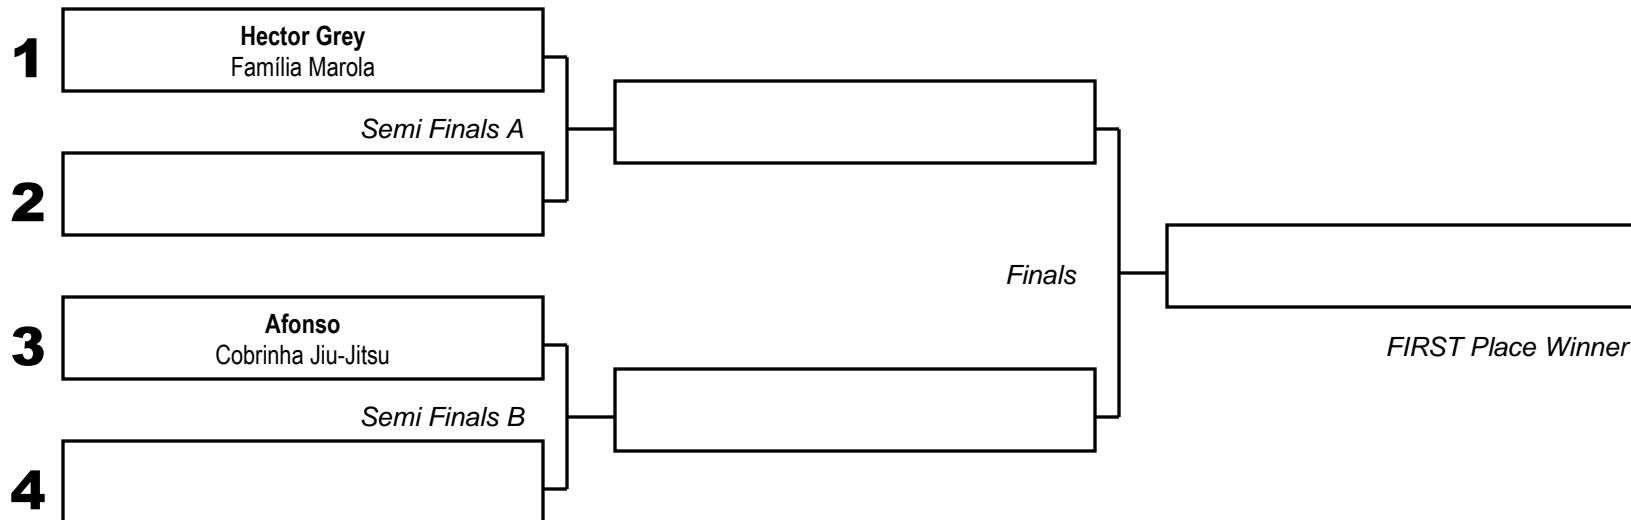 1
Hector Grey
Família Marola
Semi Finals A
2
Finals
3
Afonso
Cobrinha Jiu-Jitsu
FIRST Place Winner
Semi Finals B
4